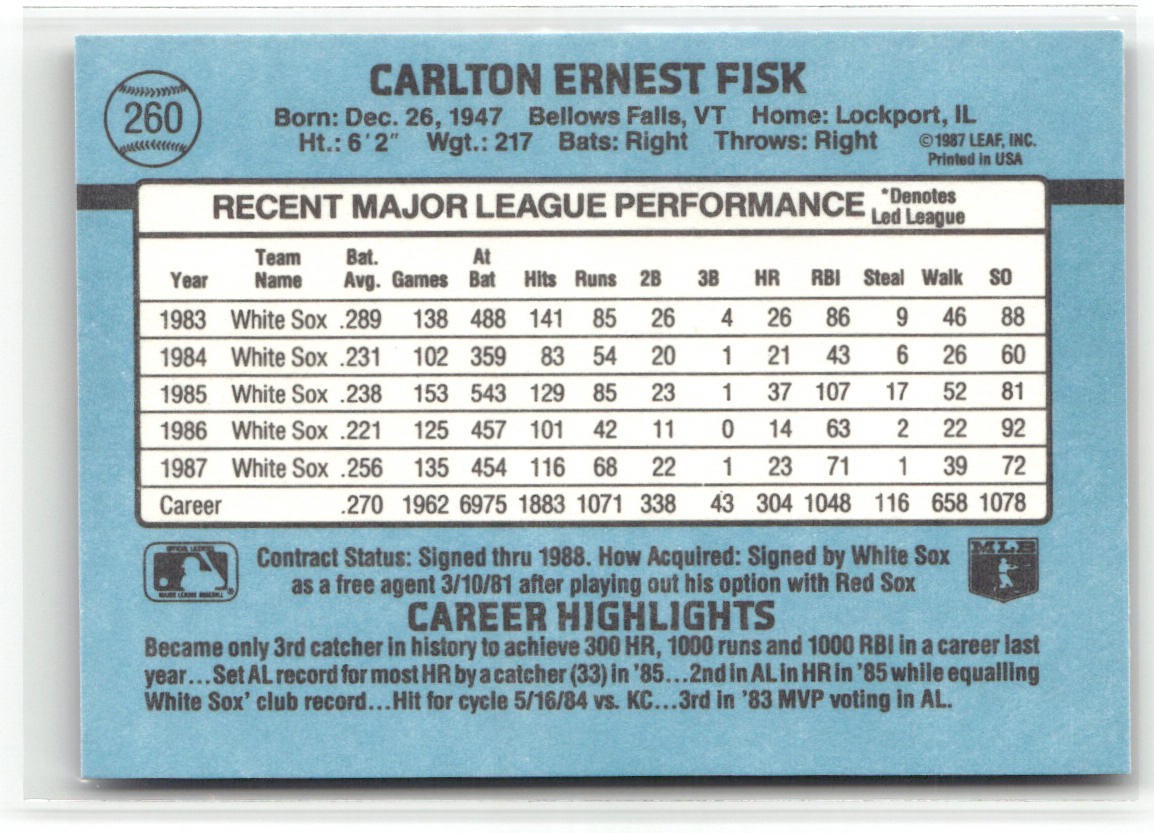 260
CARLTON ERNEST FISK
Born: Dec. 26, 1947 Bellows Falls, VT Home: Lockport, IL
Ht.: 6'2" Wgt.: 217 Bats: Right Throws: Right
©1987 LEAF, INC.
Printed in USA
RECENT MAJOR LEAGUE PERFORMANCE *Denotes Led League
Year Team Name Bat. Avg. Games At Bat Hits Runs 2B 3B HR RBI Steal Walk SO
1983 White Sox .289 138 488 141 85 26 4 26 86 9 46 88
1984 White Sox .231 102 359 83 54 20 1 21 43 6 26 60
1985 White Sox .238 153 543 129 85 23 1 37 107 17 52 81
1986 White Sox .221 125 457 101 42 11 0 14 63 2 22 92
1987 White Sox .256 135 454 116 68 22 1 23 71 1 39 72
Career .270 1962 6975 1883 1071 338 43 304 1048 116 658 1078
OFFICIAL LICENSEE
MAJOR LEAGUE BASEBALL
®
Contract Status: Signed thru 1988. How Acquired: Signed by White Sox
as a free agent 3/10/81 after playing out his option with Red Sox
MLB
CAREER HIGHLIGHTS
Became only 3rd catcher in history to achieve 300 HR, 1000 runs and 1000 RBI in a career last
year...Set AL record for most HR by a catcher (33) in '85...2nd in AL in HR in '85 while equalling
White Sox' club record...Hit for cycle 5/16/84 vs. KC...3rd in '83 MVP voting in AL.